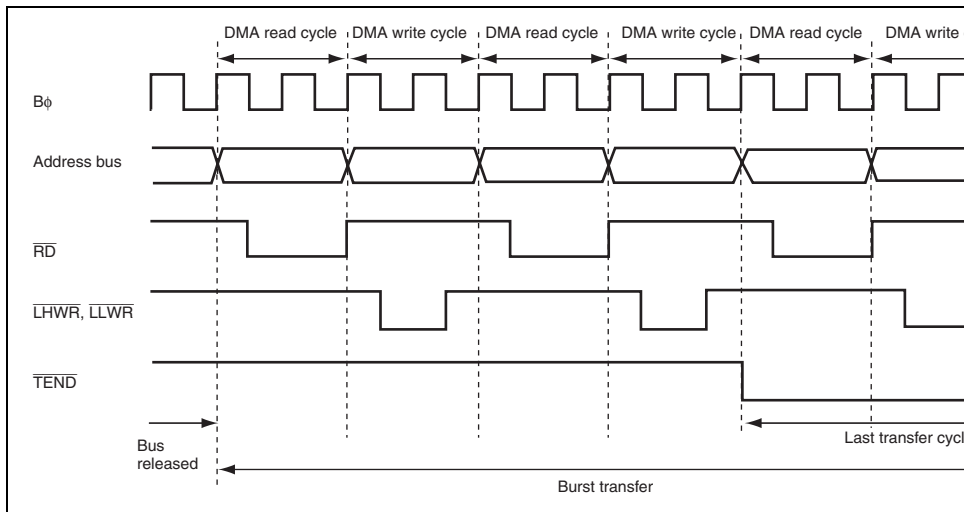 DMA read cycle DMA write cycle DMA read cycle DMA write cycle DMA read cycle DMA write
Bϕ
Address bus
RD
LHWR, LLWR
TEND
Last transfer cycl
Bus
released
Burst transfer